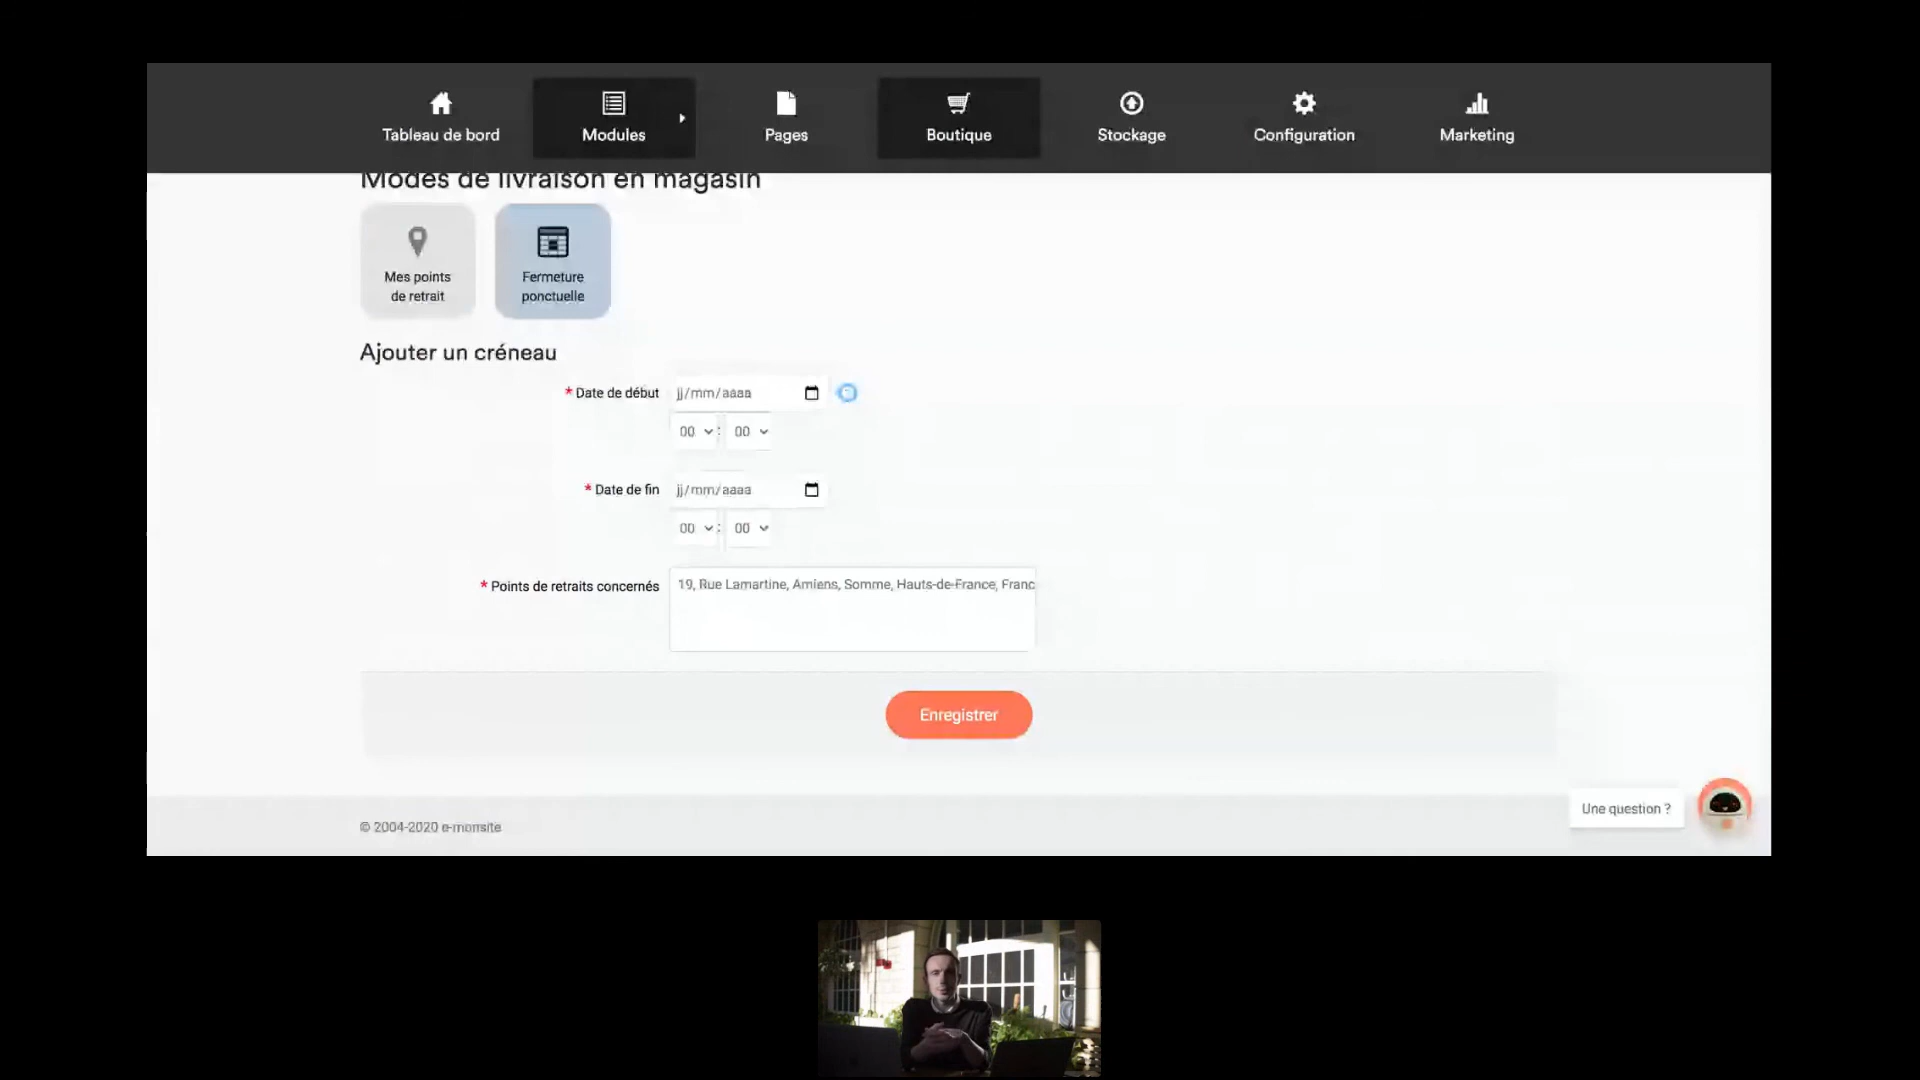 Tableau de bord
Modules
Pages
Boutique
Stockage
Configuration
Marketing
Modes de livraison en magasin
Mes points
de retrait
Fermeture
ponctuelle
Ajouter un créneau
* Date de début
jj/mm/aaaa
00 : 00
* Date de fin
jj/mm/aaaa
00 : 00
* Points de retraits concernés
19, Rue Lamartine, Amiens, Somme, Hauts-de-France, Franc
Enregistrer
Une question ?
© 2004-2020 e-monsite